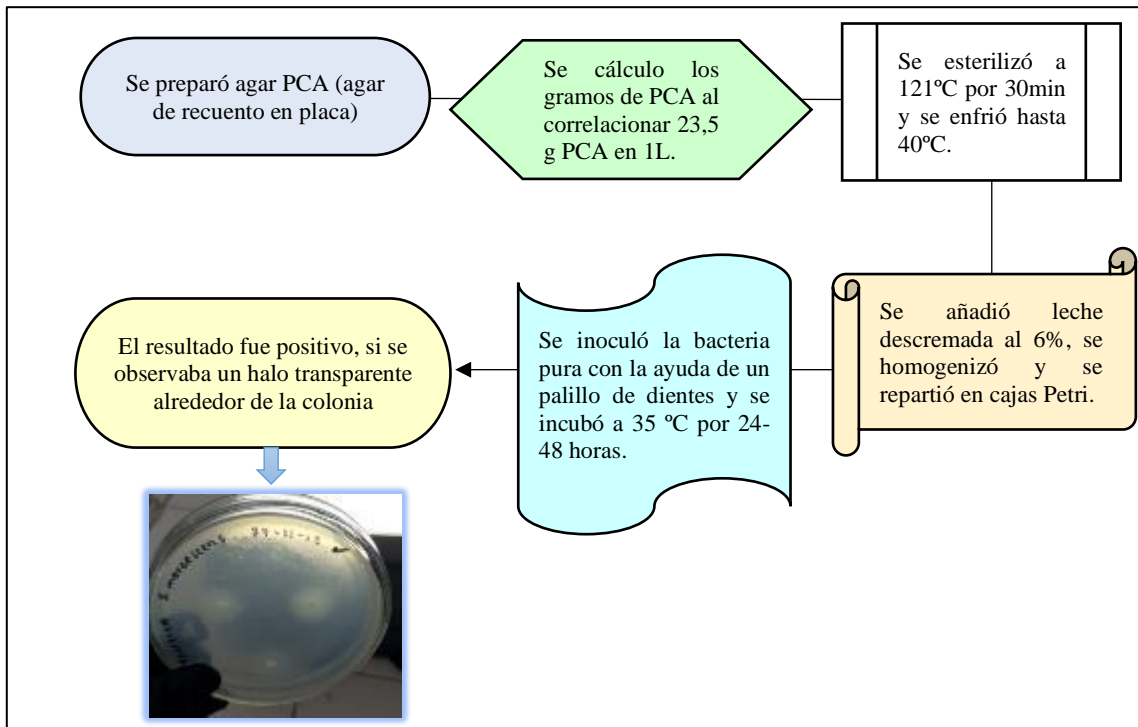 Se preparó agar PCA (agar
de recuento en placa)
Se cálculo los
gramos de PCA al
correlacionar 23,5
g PCA en 1L.
Se esterilizó a
121ºC por 30min
y se enfrió hasta
40ºC.
Se añadió leche
descremada al 6%, se
homogenizó y se
repartió en cajas Petri.
Se inoculó la bacteria
pura con la ayuda de un
palillo de dientes y se
incubó a 35 ºC por 24-
48 horas.
El resultado fue positivo, si se
observaba un halo transparente
alrededor de la colonia